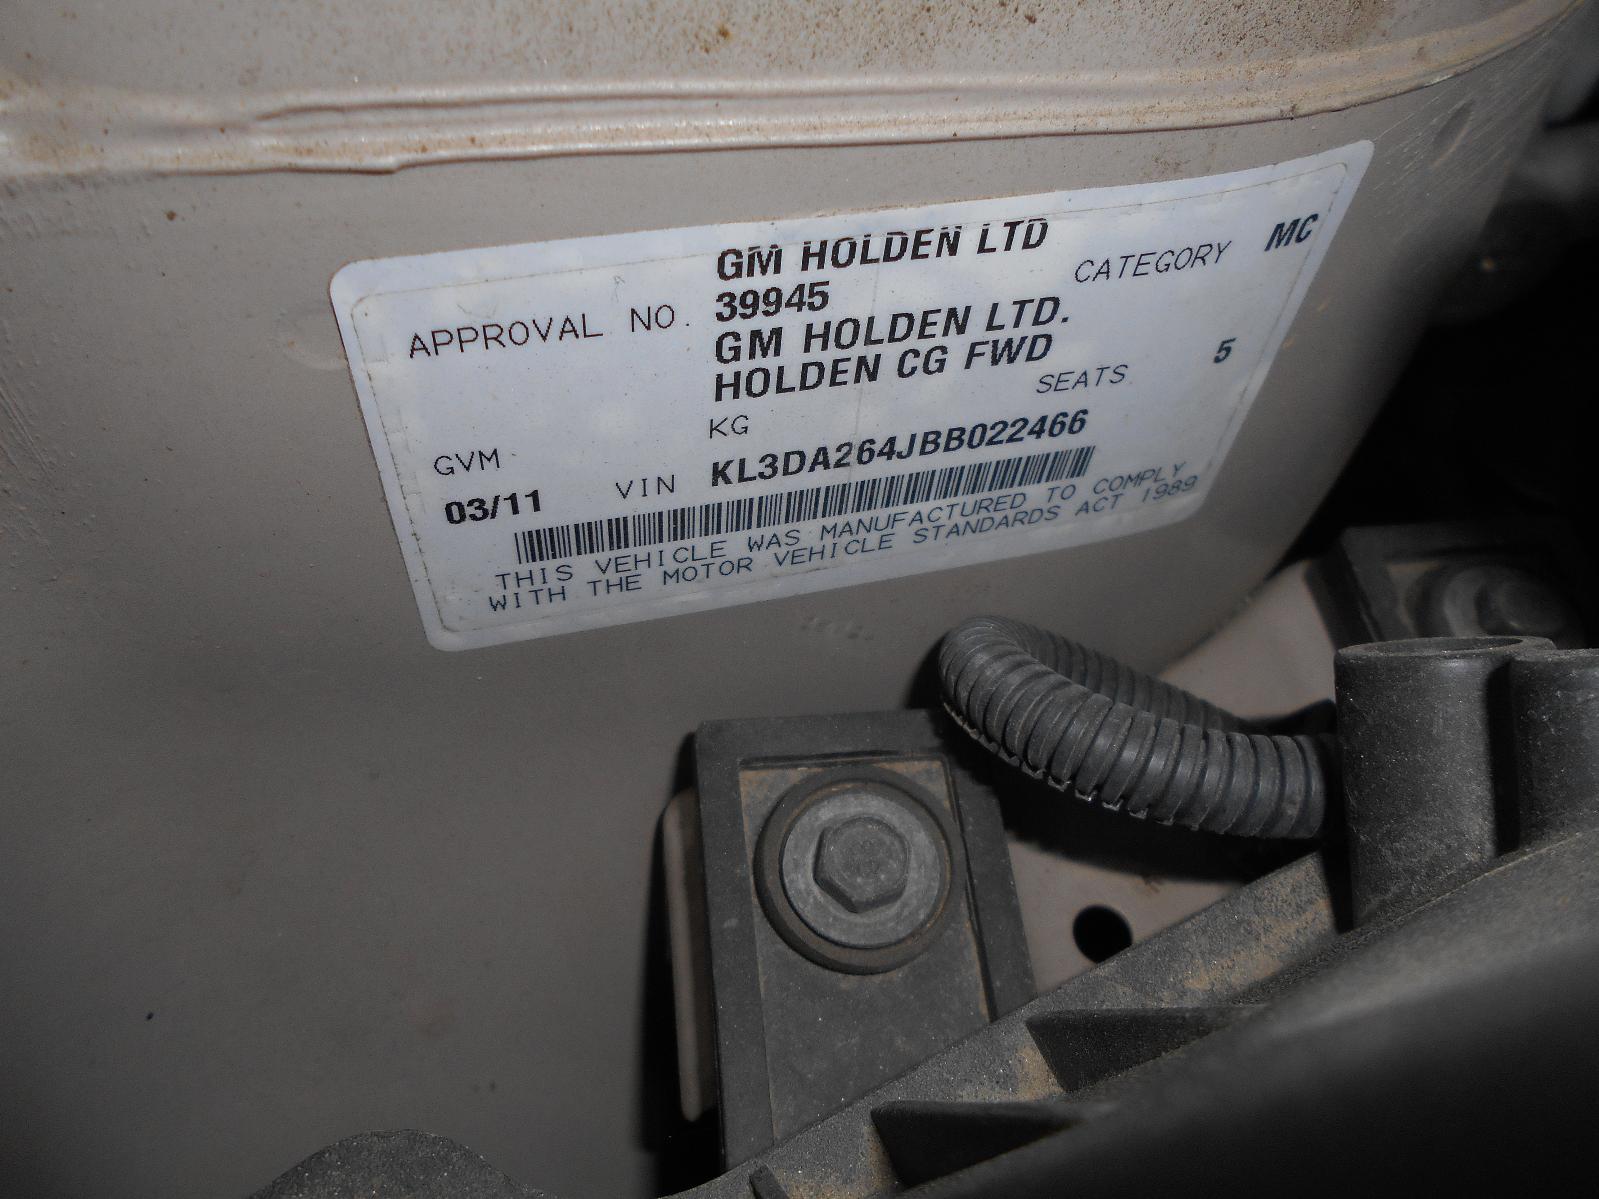 GM HOLDEN LTD
APPROVAL NO. 39945 CATEGORY MC
GM HOLDEN LTD.
HOLDEN CG FWD
GVM KG SEATS 5
03/11 VIN KL3DA264JBB022466
THIS VEHICLE WAS MANUFACTURED TO COMPLY
WITH THE MOTOR VEHICLE STANDARDS ACT 1989